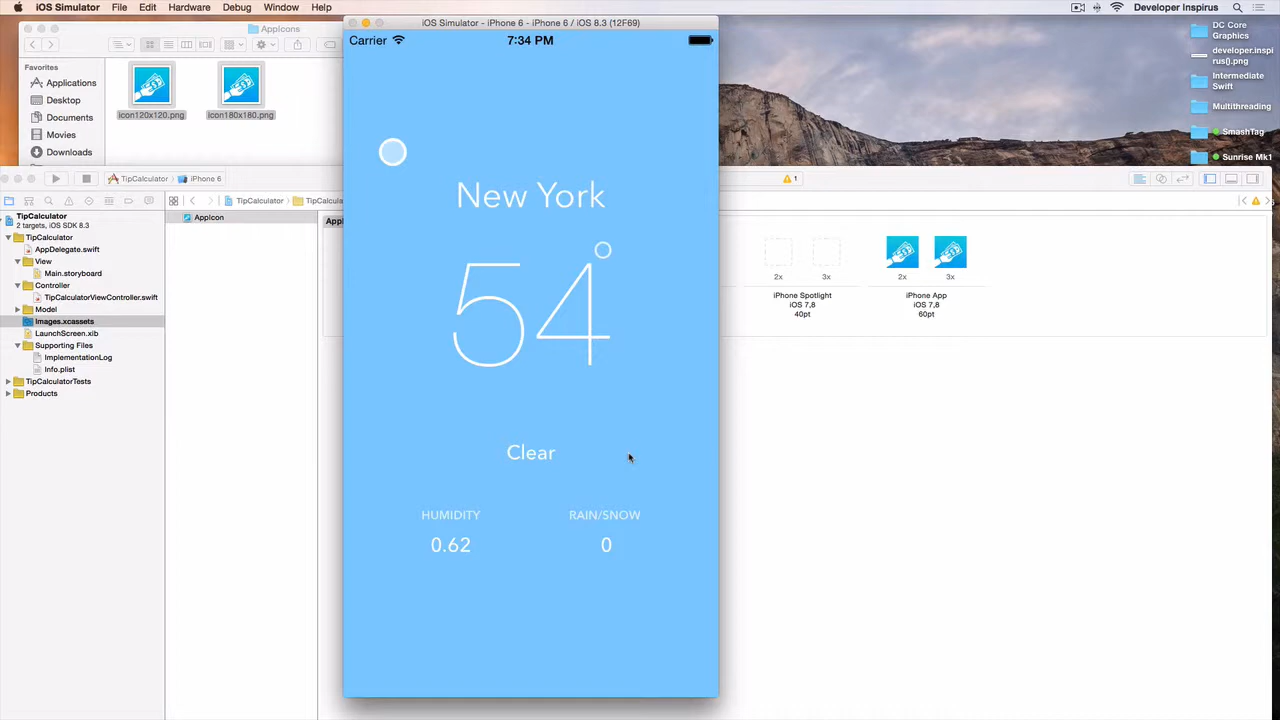 iOS Simulator File Edit Hardware Debug Window Help
Developer Inspirus
AppIcons
Favorites
Applications
Desktop
Documents
Movies
Downloads
icon120x120.png
icon180x180.png
iOS Simulator - iPhone 6 - iPhone 6 / iOS 8.3 (12F69)
Carrier
7:34 PM
New York
54°
Clear
HUMIDITY
RAIN/SNOW
0.62
0
DC Core
Graphics
developer.inspi
rus().png
Intermediate
Swift
Multithreading
SmashTag
Sunrise Mk1
TipCalculator
iPhone 6
1
TipCalculator
2 targets, iOS SDK 8.3
TipCalculator
AppDelegate.swift
View
Main.storyboard
Controller
TipCalculatorViewController.swift
Model
Images.xcassets
LaunchScreen.xib
Supporting Files
ImplementationLog
Info.plist
TipCalculatorTests
Products
AppIcon
TipCalculator
2x
3x
iPhone Spotlight
iOS 7,8
40pt
2x
3x
iPhone App
iOS 7,8
60pt